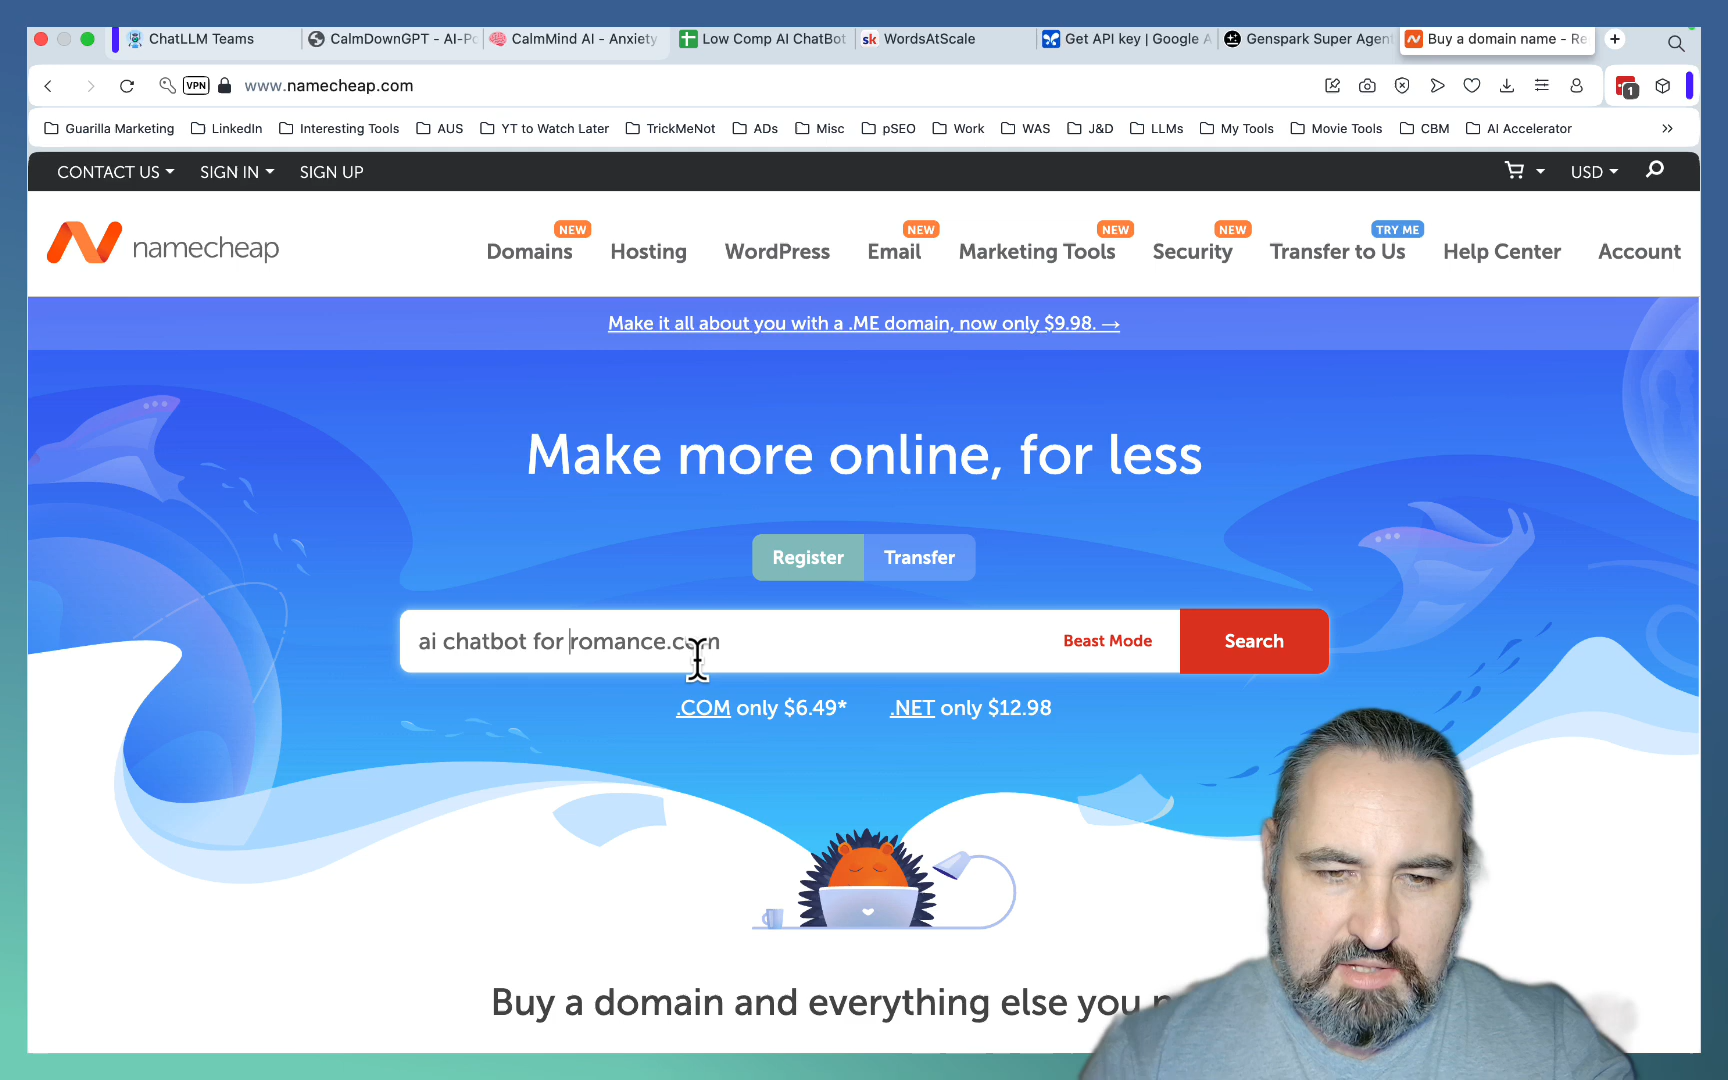 ChatLLM Teams
CalmDownGPT - AI-Po
CalmMind AI - Anxiety
Low Comp AI ChatBot
sk WordsAtScale
Get API key | Google A
Genspark Super Agent
Buy a domain name - Re
VPN
www.namecheap.com
1
Guarilla Marketing
LinkedIn
Interesting Tools
AUS
YT to Watch Later
TrickMeNot
ADs
Misc
pSEO
Work
WAS
J&D
LLMs
My Tools
Movie Tools
CBM
AI Accelerator
CONTACT US
SIGN IN
SIGN UP
USD
namecheap
NEW
NEW
NEW
NEW
TRY ME
Domains
Hosting
WordPress
Email
Marketing Tools
Security
Transfer to Us
Help Center
Account
Make it all about you with a .ME domain, now only $9.98. →
Make more online, for less
Register
Transfer
ai chatbot for romance.com
Beast Mode
Search
.COM only $6.49*
.NET only $12.98
Buy a domain and everything else you